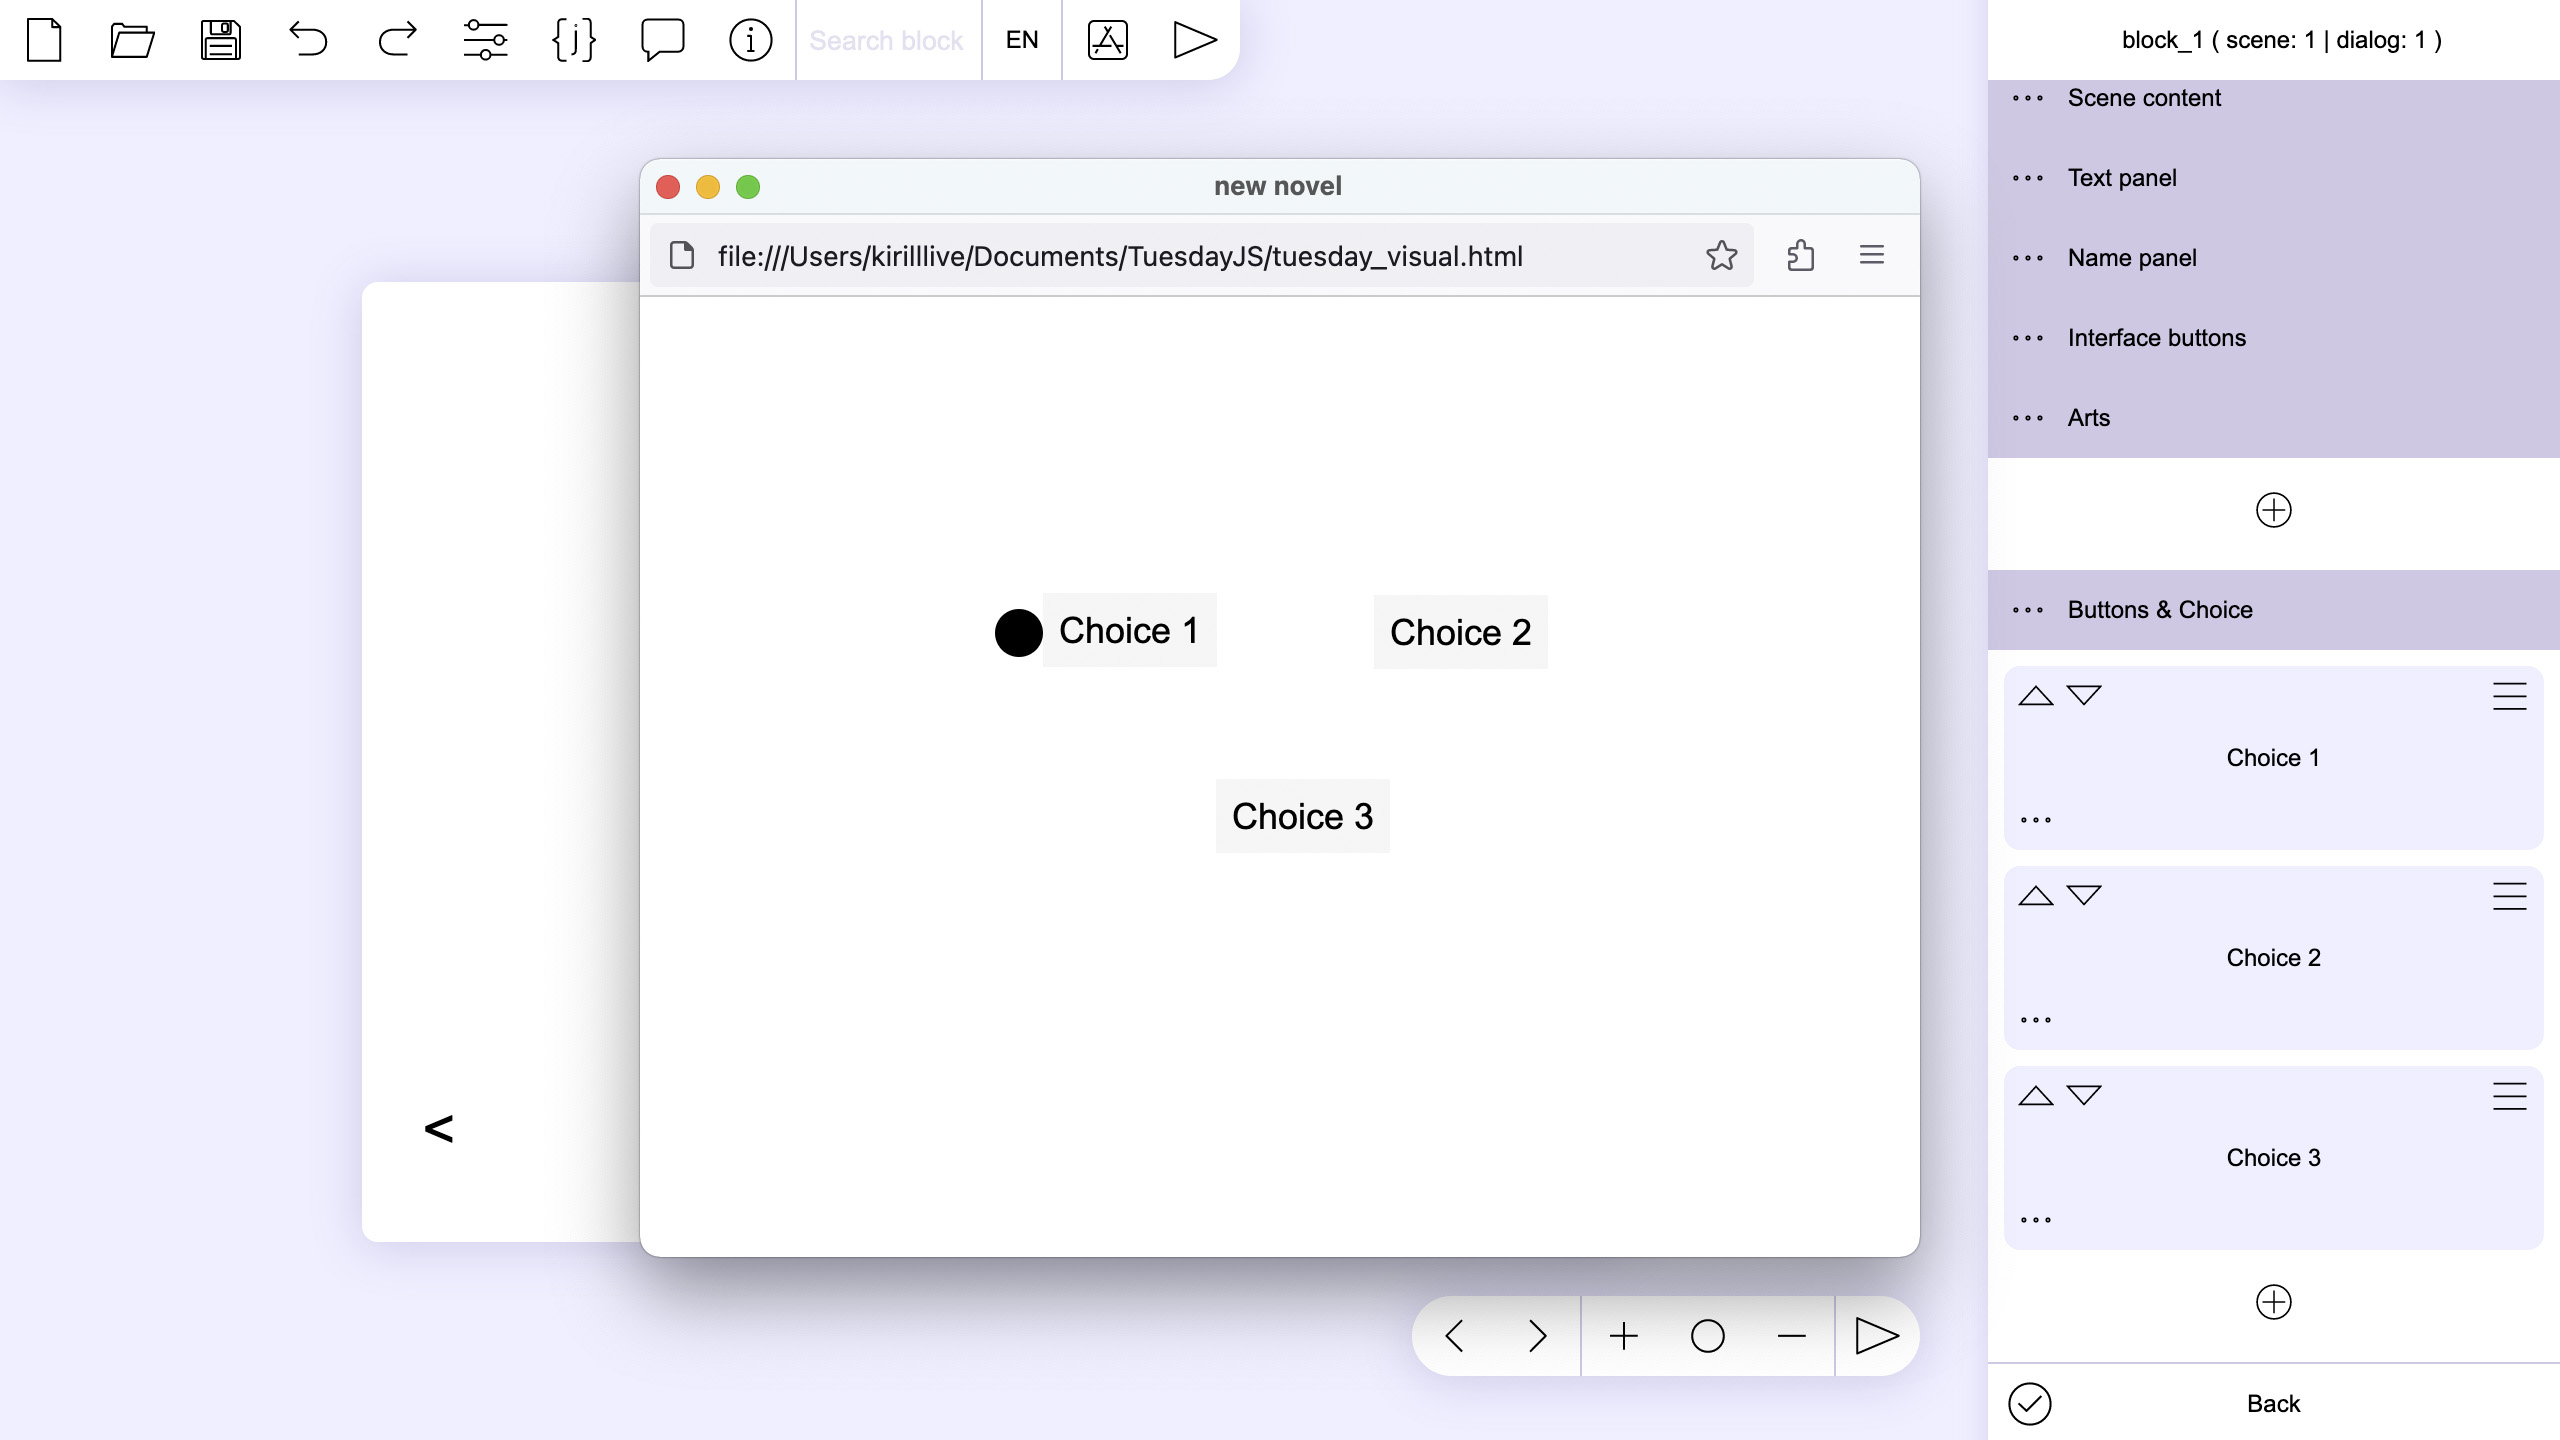 {j}
Search block
EN
block_1 ( scene: 1 | dialog: 1 )
new novel
file:///Users/kirilllive/Documents/TuesdayJS/tuesday_visual.html
Choice 1
Choice 2
Choice 3
<
Scene content
Text panel
Name panel
Interface buttons
Arts
Buttons & Choice
Choice 1
Choice 2
Choice 3
Back